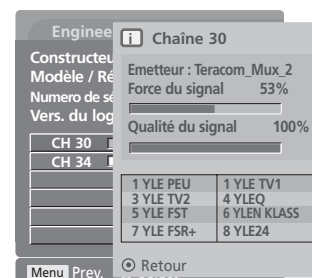 Enginee
i Chaîne 30
Constructeu
Modèle / Ré
Numero de sé
Vers. du log
Emetteur : Teracom_Mux_2
Force du signal 53%
Qualité du signal 100%
CH 30
CH 34
1 YLE PEU 1 YLE TV1
3 YLE TV2 4 YLEQ
5 YLE FST 6 YLEN KLASS
7 YLE FSR+ 8 YLE24
Retour
Menu Prev.